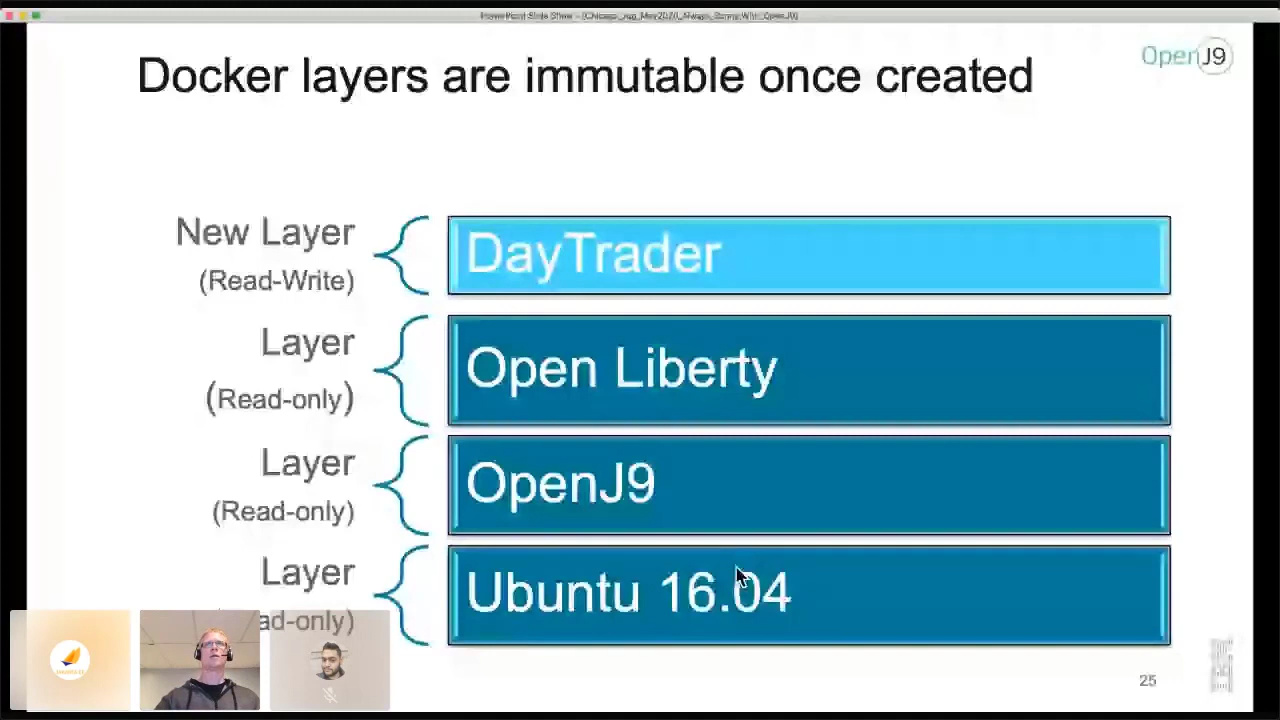 Docker layers are immutable once created
OpenJ9
New Layer
(Read-Write)
DayTrader
Layer
(Read-only)
Open Liberty
Layer
(Read-only)
OpenJ9
Layer
ad-only)
Ubuntu 16.04
25